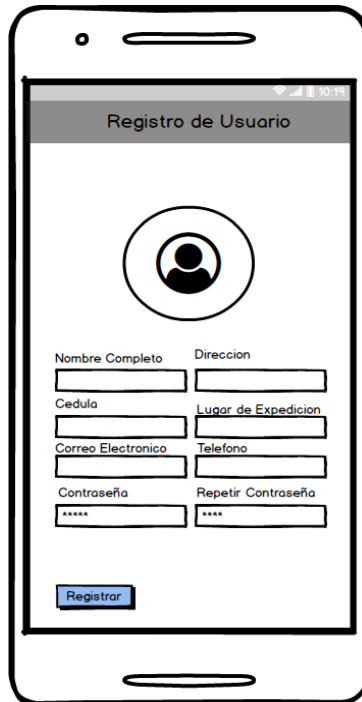 10:19
Registro de Usuario
Nombre Completo
Direccion
Cedula
Lugar de Expedicion
Correo Electronico
Telefono
Contraseña
Repetir Contraseña
*****
****
Registrar